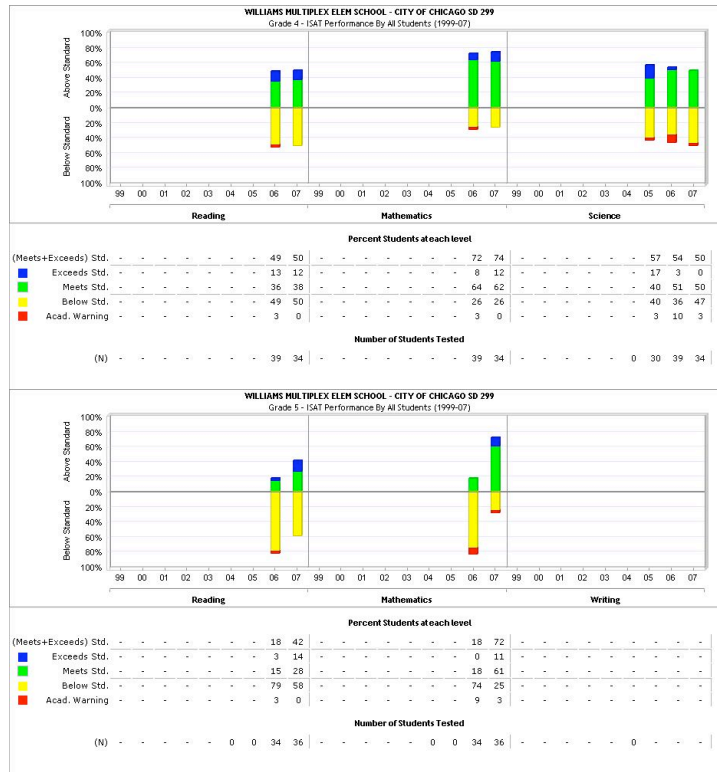 WILLIAMS MULTIPLEX ELEM SCHOOL - CITY OF CHICAGO SD 299
Grade 4 - ISAT Performance By All Students (1999-07)
100%
80%
60%
40%
20%
0%
20%
40%
60%
80%
100%
Above Standard
Below Standard
99 00 01 02 03 04 05 06 07 99 00 01 02 03 04 05 06 07 99 00 01 02 03 04 05 06 07
Reading Mathematics Science
Percent Students at each level
(Meets+Exceeds) Std. - - - - - - - 49 50 - - - - - - - 72 74 - - - - - - 57 54 50
Exceeds Std. - - - - - - - 13 12 - - - - - - - 8 12 - - - - - - 17 3 0
Meets Std. - - - - - - - 36 38 - - - - - - - 64 62 - - - - - - 40 51 50
Below Std. - - - - - - - 49 50 - - - - - - - 26 26 - - - - - - 40 36 47
Acad. Warning - - - - - - - 3 0 - - - - - - - 3 0 - - - - - - 3 10 3
Number of Students Tested
(N) - - - - - - - 39 34 - - - - - - - 39 34 - - - - - 0 30 39 34
WILLIAMS MULTIPLEX ELEM SCHOOL - CITY OF CHICAGO SD 299
Grade 5 - ISAT Performance By All Students (1999-07)
100%
80%
60%
40%
20%
0%
20%
40%
60%
80%
100%
Above Standard
Below Standard
99 00 01 02 03 04 05 06 07 99 00 01 02 03 04 05 06 07 99 00 01 02 03 04 05 06 07
Reading Mathematics Writing
Percent Students at each level
(Meets+Exceeds) Std. - - - - - - - 18 42 - - - - - - - 18 72 - - - - - - - - -
Exceeds Std. - - - - - - - 3 14 - - - - - - - 0 11 - - - - - - - - -
Meets Std. - - - - - - - 15 28 - - - - - - - 18 61 - - - - - - - - -
Below Std. - - - - - - - 79 58 - - - - - - - 74 25 - - - - - - - - -
Acad. Warning - - - - - - - 3 0 - - - - - - - 9 3 - - - - - - - - -
Number of Students Tested
(N) - - - - - 0 0 34 36 - - - - - 0 0 34 36 - - - - - 0 - - -